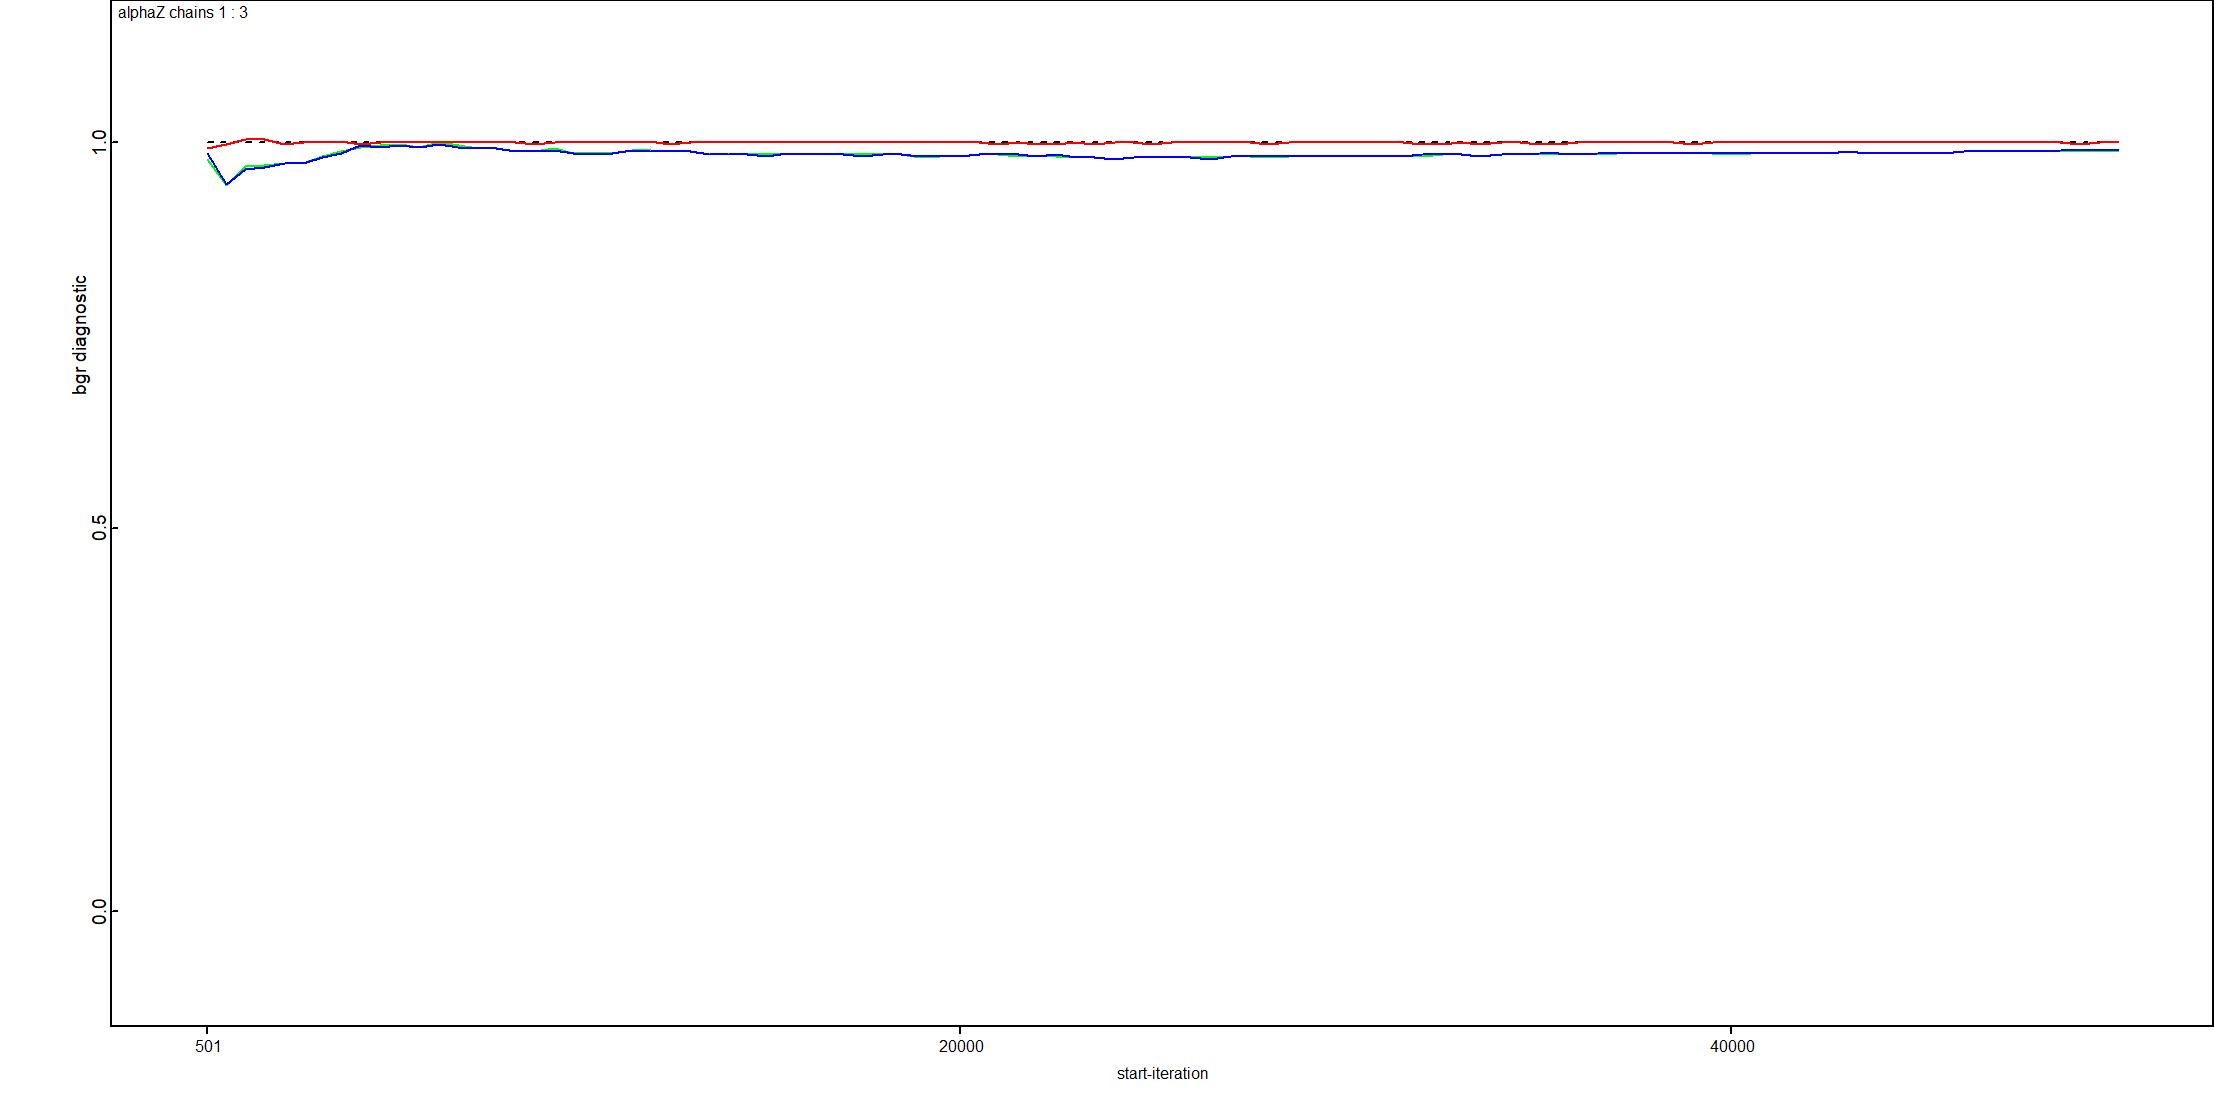 alphaZ chains 1 : 3
1.0
bgr diagnostic
0.5
0.0
501
20000
40000
start-iteration